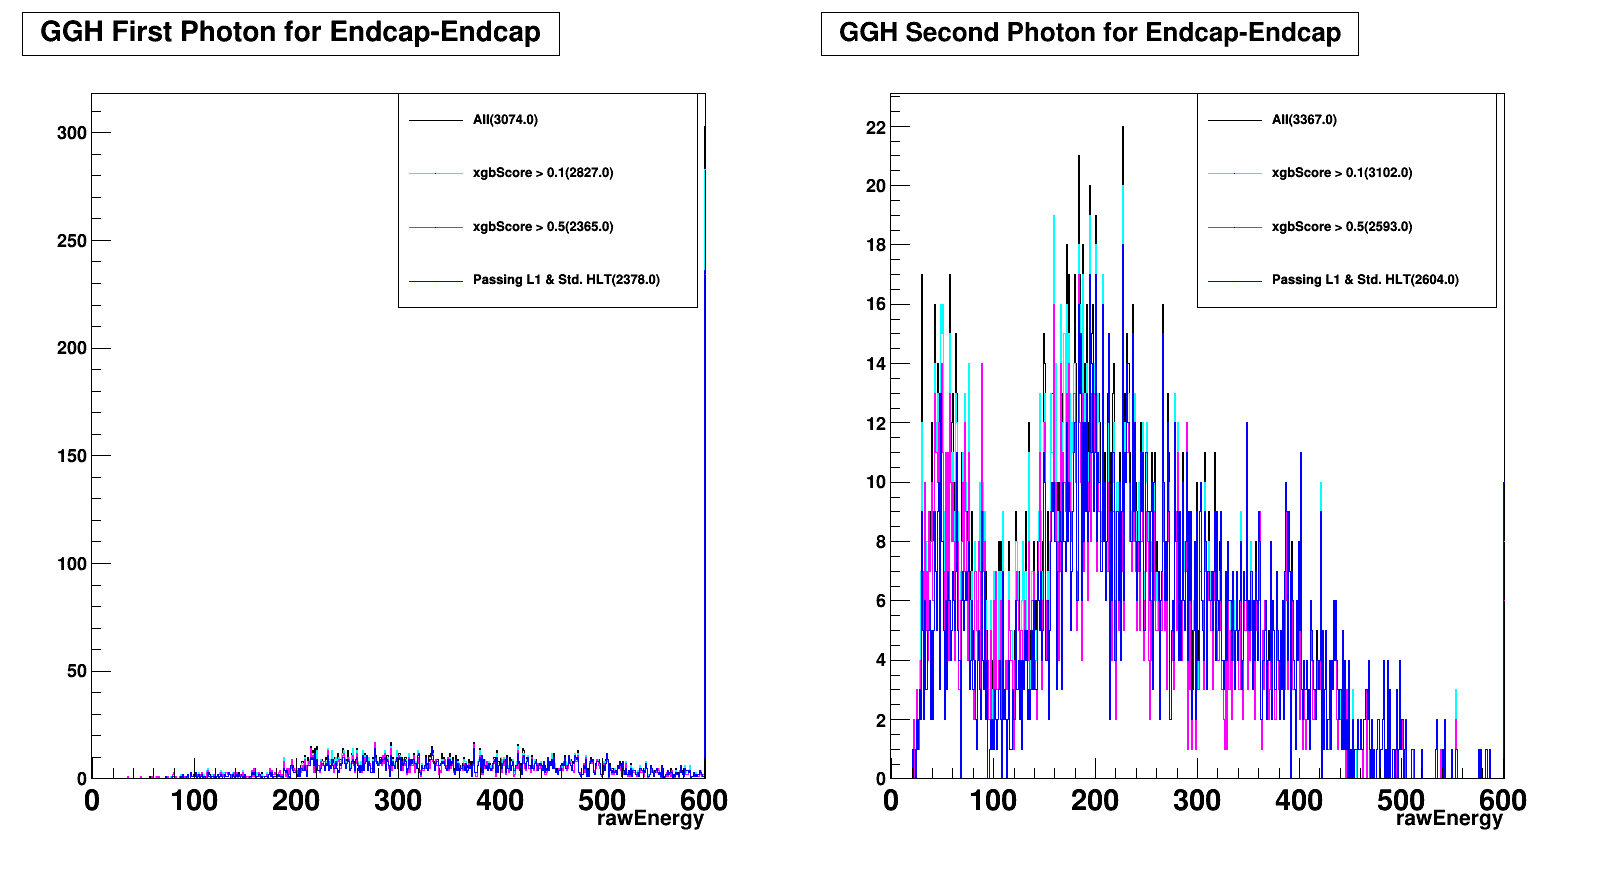 GGH First Photon for Endcap-Endcap
All(3074.0)
xgbScore > 0.1(2827.0)
xgbScore > 0.5(2365.0)
Passing L1 & Std. HLT(2378.0)
300
250
200
150
100
50
0
0 100 200 300 400 500 600
rawEnergy
GGH Second Photon for Endcap-Endcap
All(3367.0)
xgbScore > 0.1(3102.0)
xgbScore > 0.5(2593.0)
Passing L1 & Std. HLT(2604.0)
22
20
18
16
14
12
10
8
6
4
2
0
0 100 200 300 400 500 600
rawEnergy